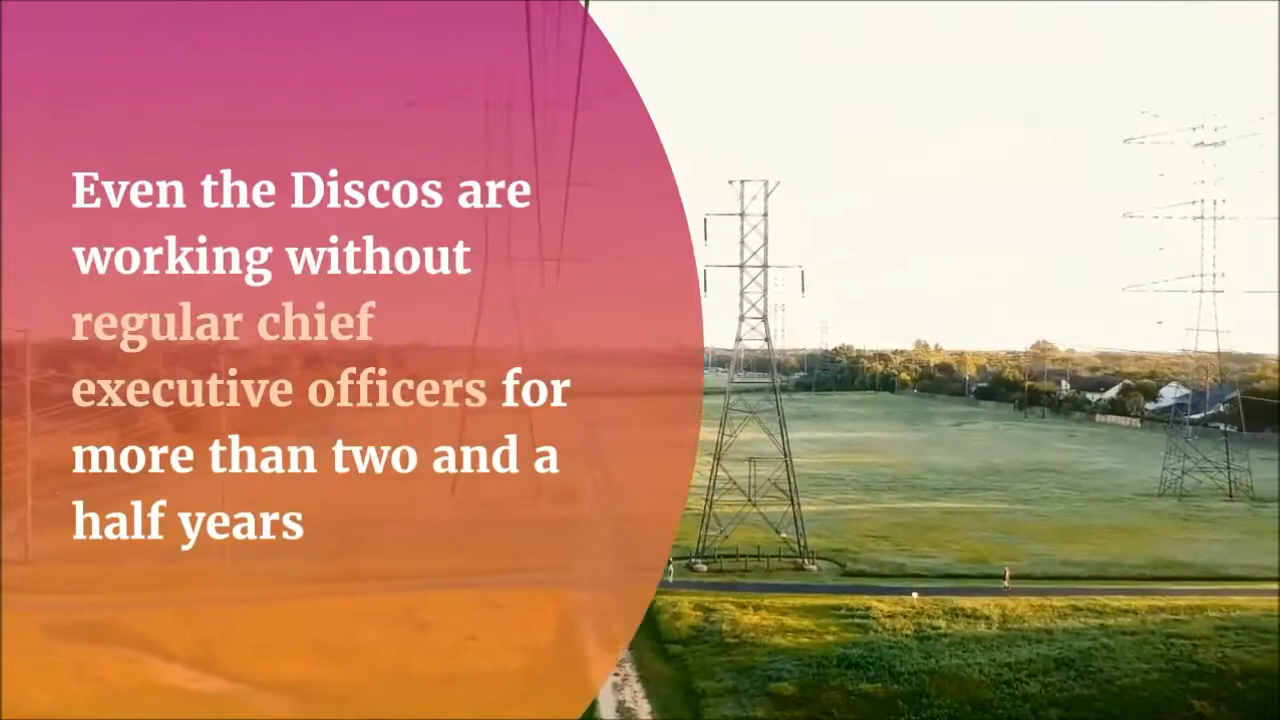 Even the Discos are
working without
regular chief
executive officers for
more than two and a
half years